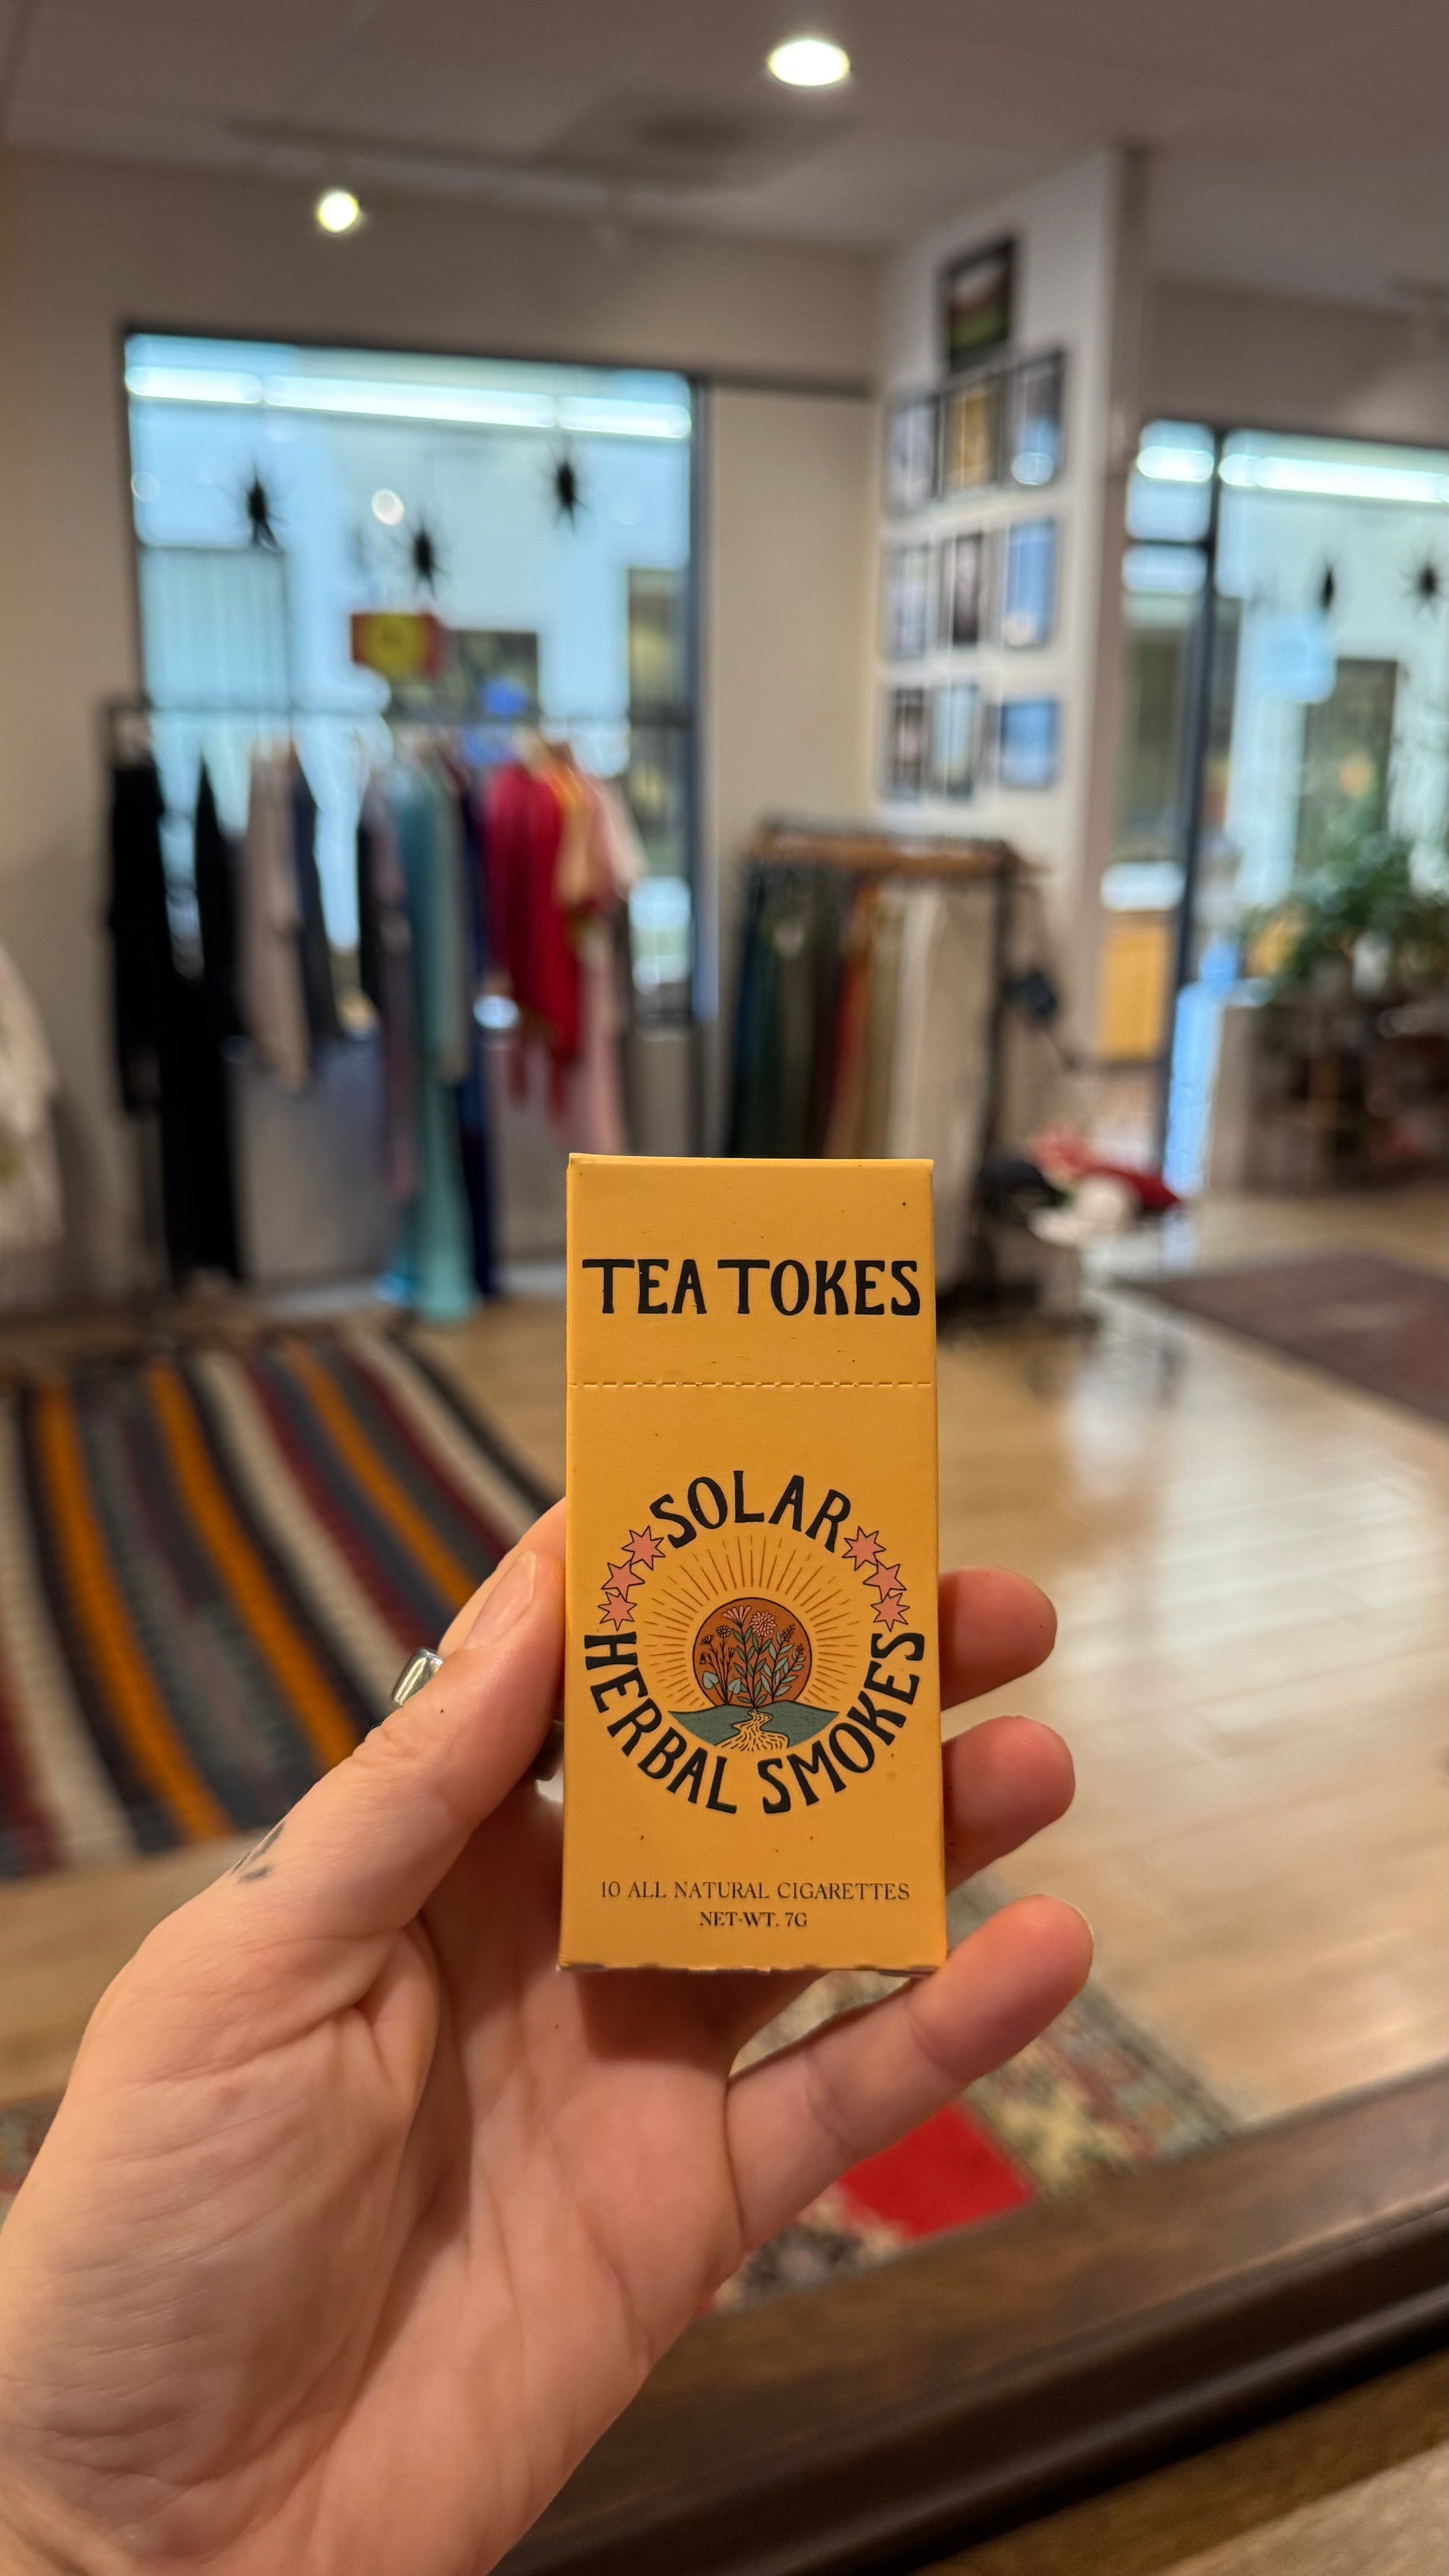 TEA TOKES
SOLAR
HERBAL SMOKES
10 ALL NATURAL CIGARETTES
NET-WT. 7G